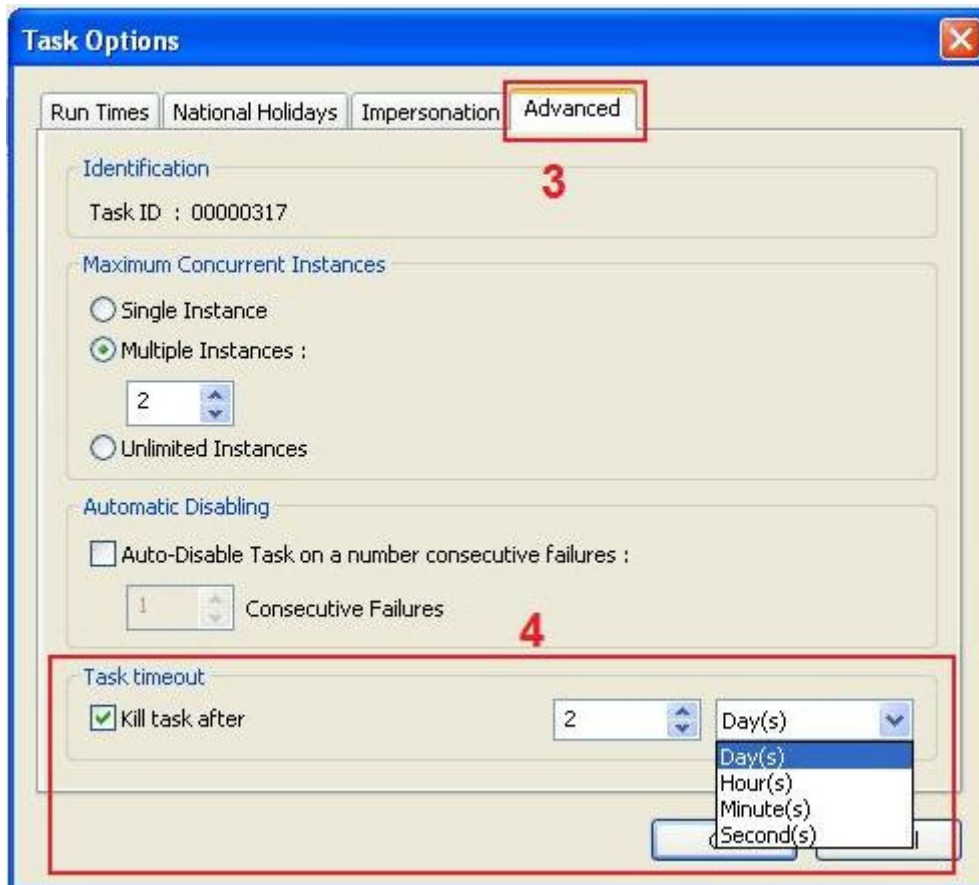 Task Options
Run Times National Holidays Impersonation Advanced
3
Identification
Task ID : 00000317
Maximum Concurrent Instances
Single Instance
Multiple Instances :
2
Unlimited Instances
Automatic Disabling
Auto-Disable Task on a number consecutive failures :
1 Consecutive Failures
4
Task timeout
Kill task after 2 Day(s)
Day(s)
Hour(s)
Minute(s)
Second(s)